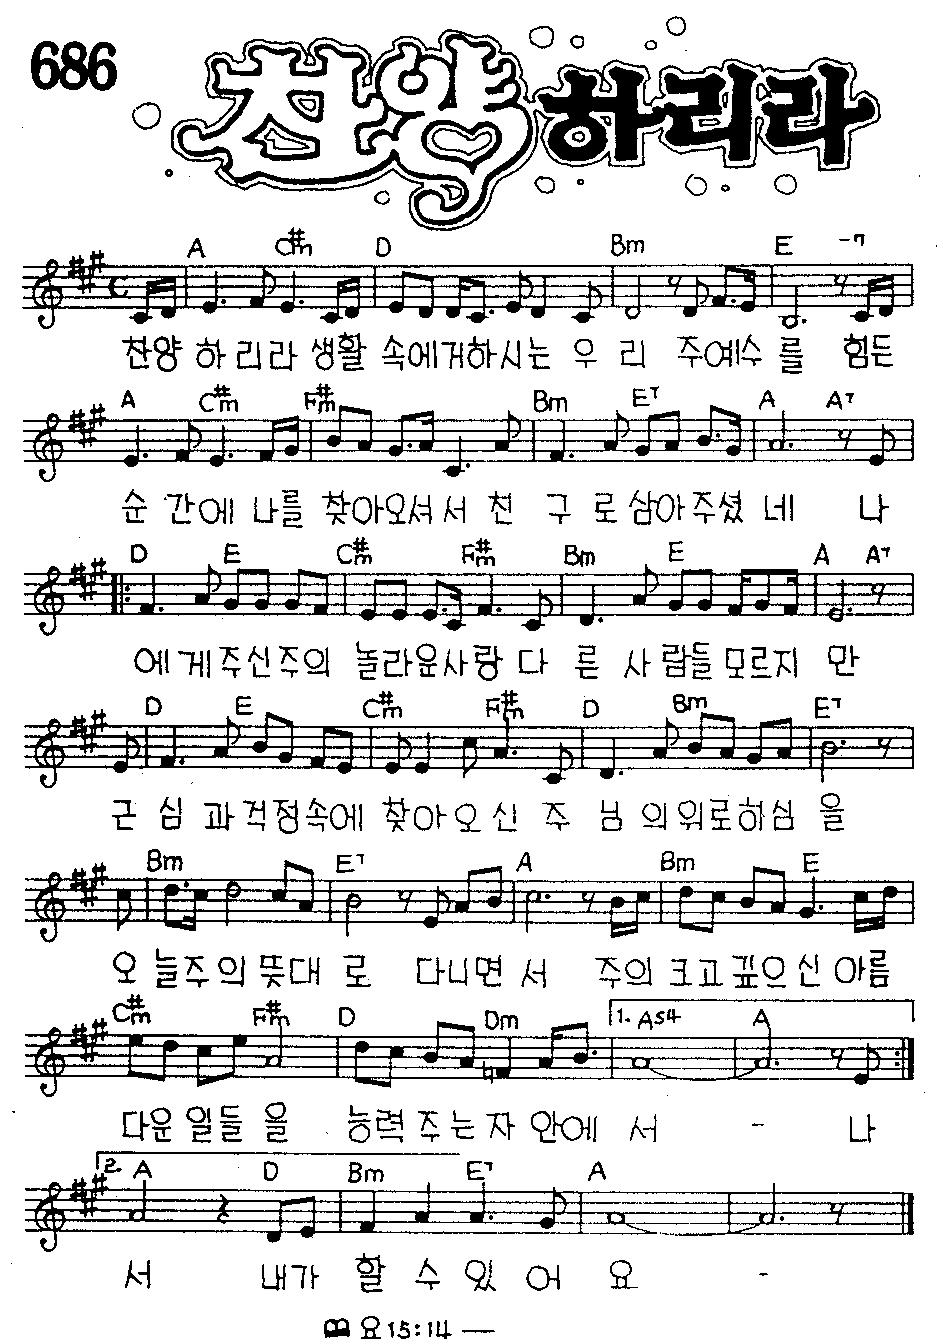 686
찬양하리라
A C#m D Bm E -7
찬양 하리라 생활 속에거하시는 우리 주예수를 힘든
A C#m F#m Bm E7 A A7
순간에 나를 찾아오셔서 친구로삼아주셨네 나
D E C#m F#m Bm E A A7
에게주신주의 놀라운사랑 다른 사람들 모르지만
D E C#m F#m D Bm E7
근심과걱정속에 찾아오신 주님의위로하심을
Bm E7 A Bm E
오늘주의뜻대로 다니면서 주의크고깊으신아름
C#m F#m D Dm 1. AS4 A
다운일들을 능력주는자안에서 - 나
2. A D Bm E7 A
서 내가 할 수 있 어 요 -
요 15:14 —